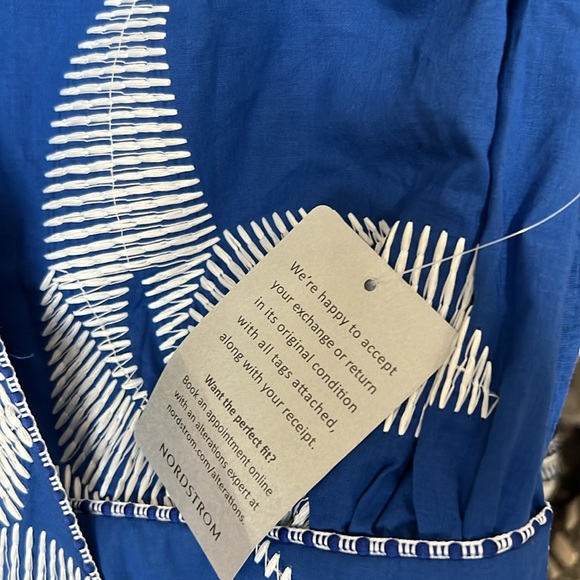 We're happy to accept
your exchange or return
in its original condition
with all tags attached,
along with your receipt.
Want the perfect fit?
Book an appointment online
with an alterations expert at
nordstrom.com/alterations.
NORDSTROM